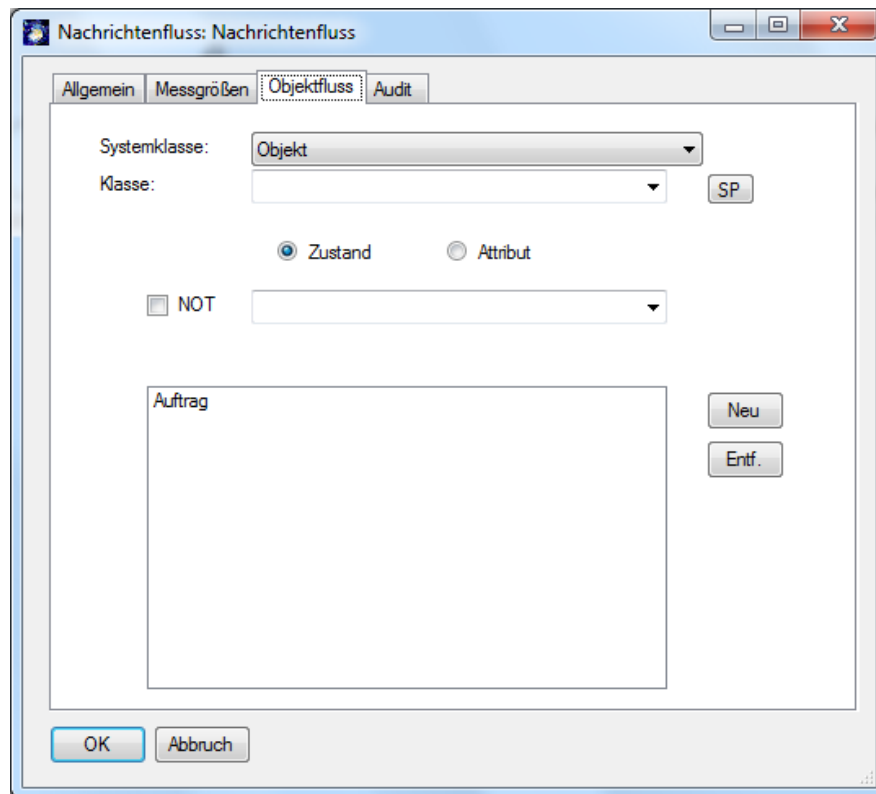 Nachrichtenfluss: Nachrichtenfluss
Allgemein Messgrößen Objektfluss Audit
Systemklasse: Objekt
Klasse: SP
Zustand Attribut
NOT
Auftrag
Neu
Entf.
OK Abbruch